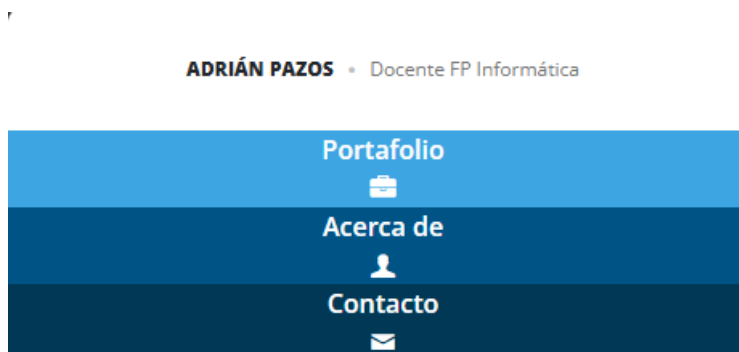 ADRIÁN PAZOS • Docente FP Informática
Portafolio
Acerca de
Contacto